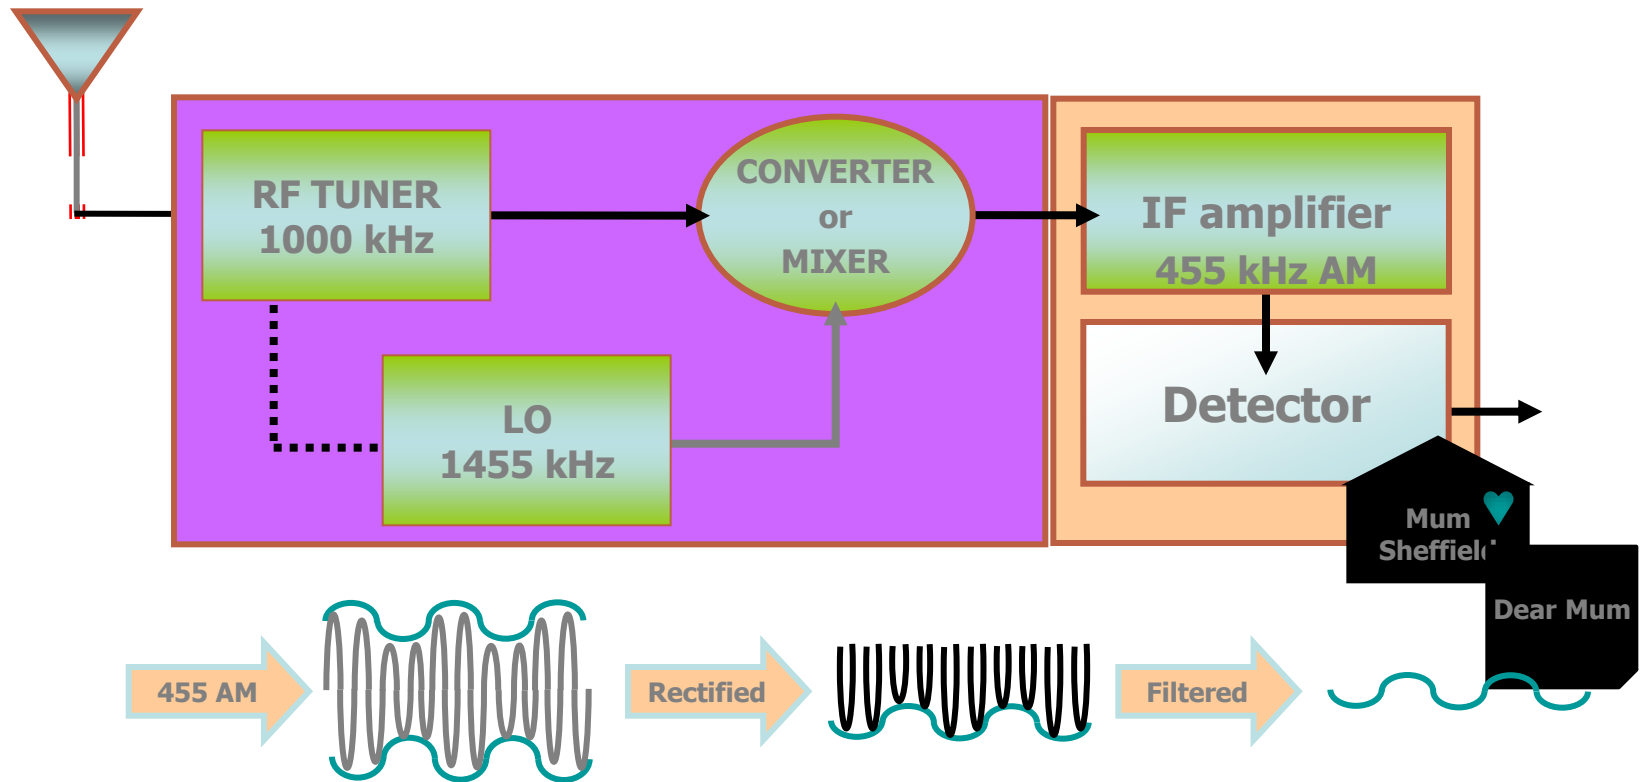 RF TUNER
1000 kHz
CONVERTER
or
MIXER
IF amplifier
455 kHz AM
LO
1455 kHz
Detector
Mum
Sheffield
Dear Mum
455 AM
Rectified
Filtered